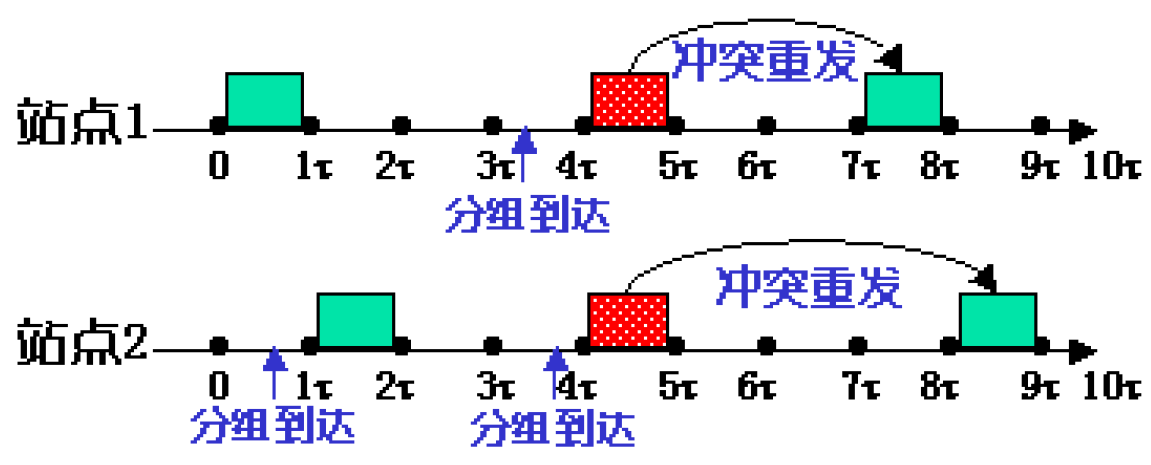 冲突重发
站点1
0 1τ 2τ 3τ 4τ 5τ 6τ 7τ 8τ 9τ 10τ
分组到达
冲突重发
站点2
0 1τ 2τ 3τ 4τ 5τ 6τ 7τ 8τ 9τ 10τ
分组到达 分组到达